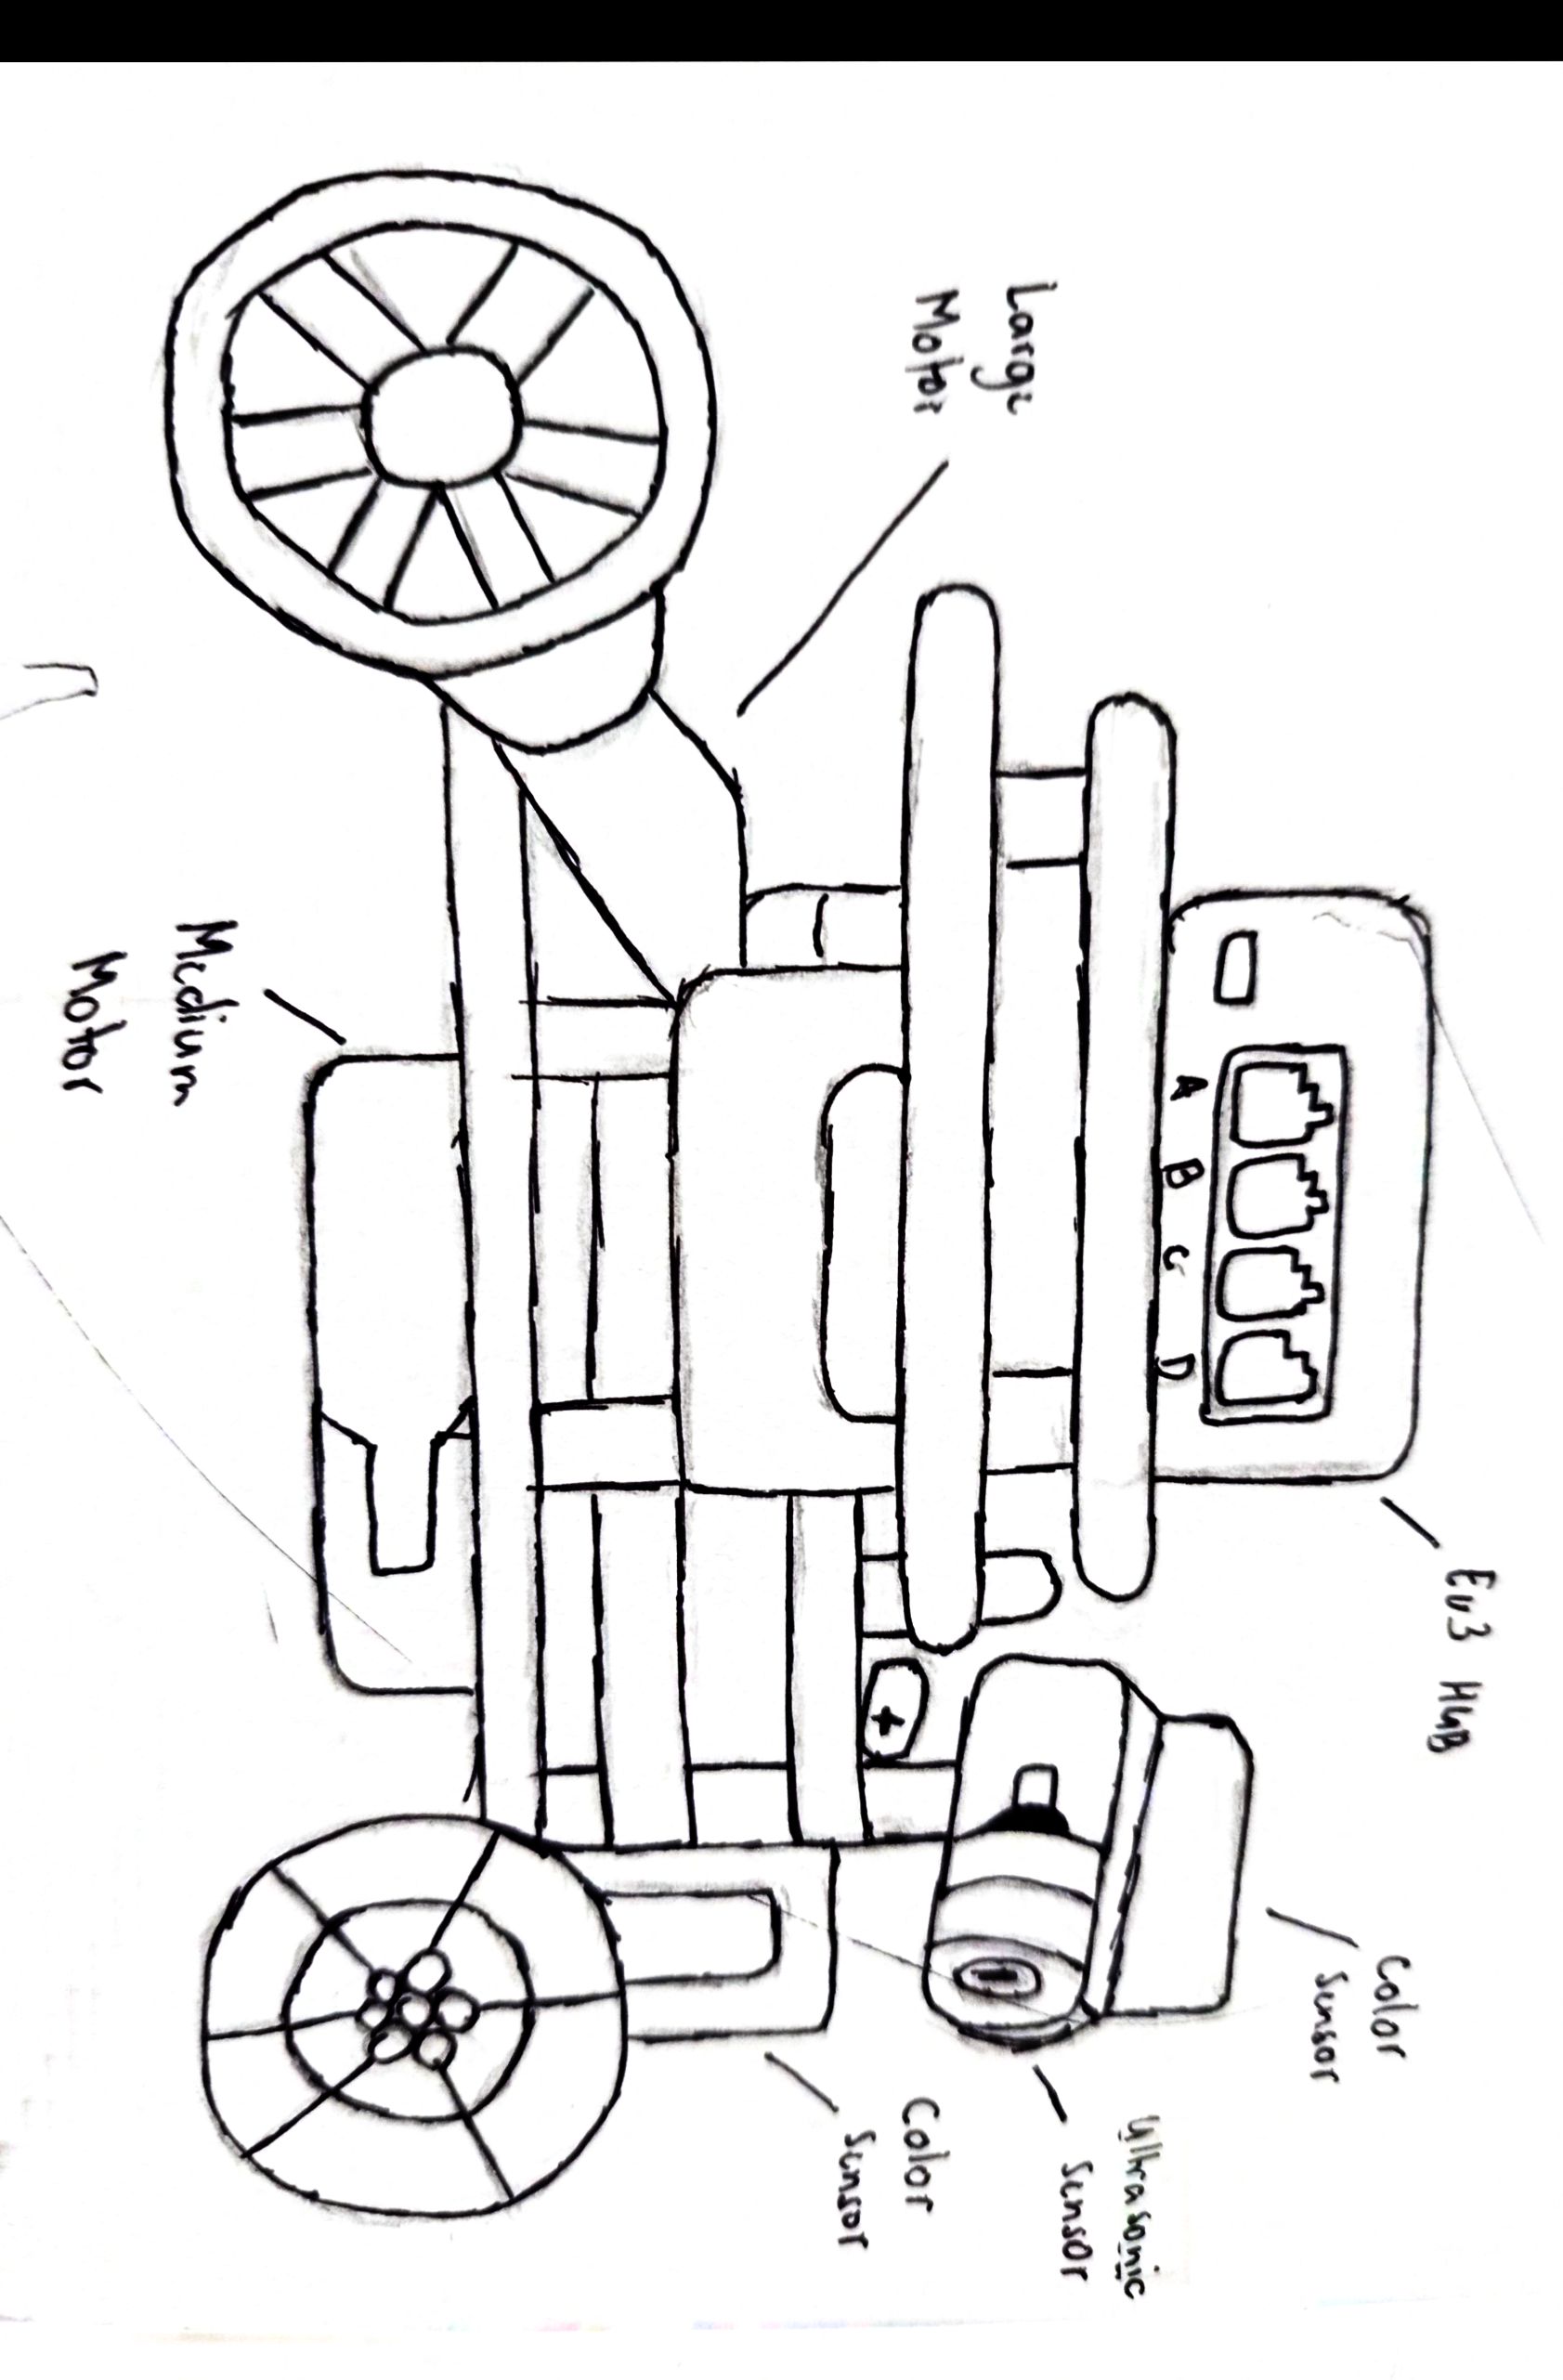 Large
Motor
A B C D
Ev3 HuB
Medium
Motor
Color
Sensor
Ultrasonic
Sensor
Color
Sensor